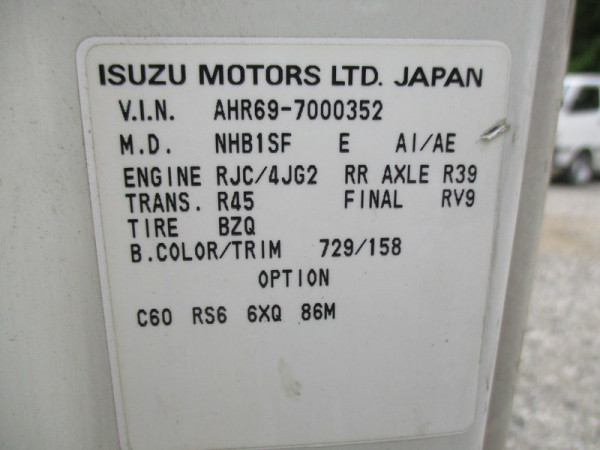 ISUZU MOTORS LTD. JAPAN
V.I.N. AHR69-7000352
M.D. NHB1SF E AI/AE
ENGINE RJC/4JG2 RR AXLE R39
TRANS. R45 FINAL RV9
TIRE BZQ
B.COLOR/TRIM 729/158
OPTION
C60 RS6 6XQ 86M